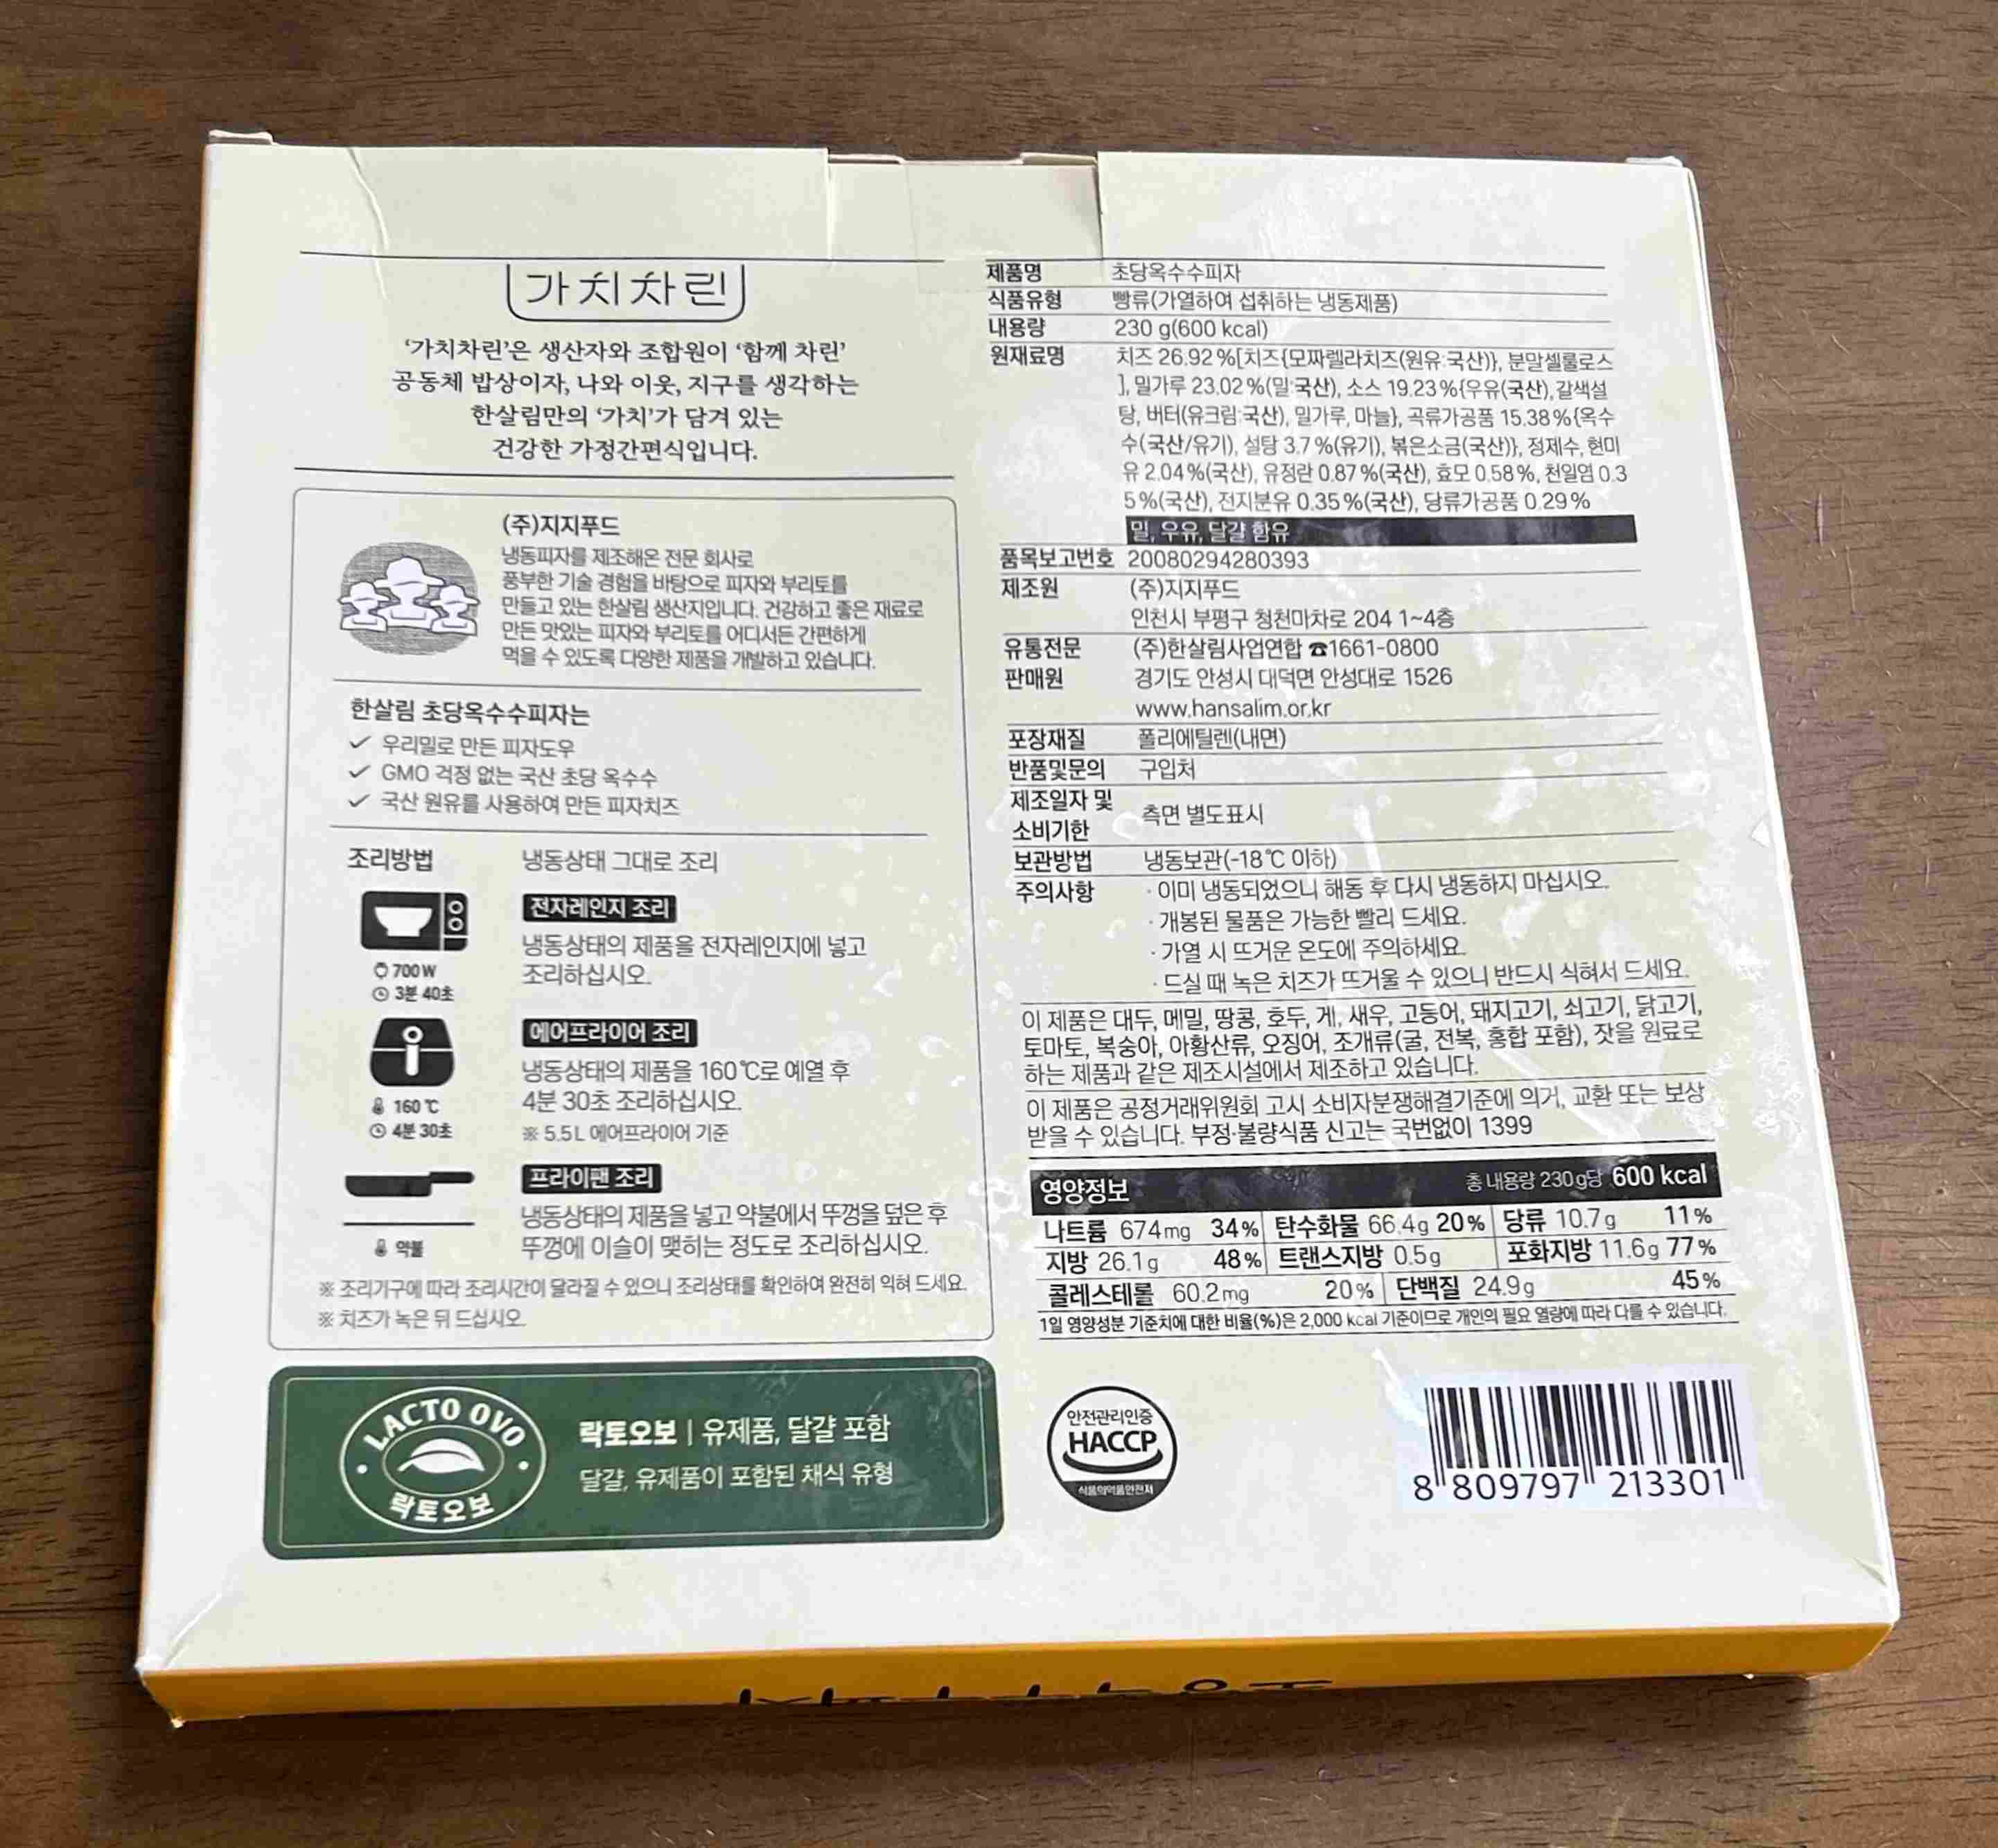 가치차린
‘가치차린’은 생산자와 조합원이 ‘함께 차린’
공동체 밥상이자, 나와 이웃, 지구를 생각하는
한살림만의 ‘가치’가 담겨 있는
건강한 가정간편식입니다.
(주)지지푸드
냉동피자를 제조해온 전문 회사로
풍부한 기술 경험을 바탕으로 피자와 부리토를
만들고 있는 한살림 생산지입니다. 건강하고 좋은 재료로
만든 맛있는 피자와 부리토를 어디서든 간편하게
먹을 수 있도록 다양한 제품을 개발하고 있습니다.
한살림 초당옥수수피자는
✓ 우리밀로 만든 피자도우
✓ GMO 걱정 없는 국산 초당 옥수수
✓ 국산 원유를 사용하여 만든 피자치즈
조리방법 냉동상태 그대로 조리
전자레인지 조리
냉동상태의 제품을 전자레인지에 넣고
조리하십시오.
700W
3분 40초
에어프라이어 조리
냉동상태의 제품을 160℃로 예열 후
4분 30초 조리하십시오.
※ 5.5L 에어프라이어 기준
160℃
4분 30초
프라이팬 조리
냉동상태의 제품을 넣고 약불에서 뚜껑을 덮은 후
뚜껑에 이슬이 맺히는 정도로 조리하십시오.
약불
※ 조리기구에 따라 조리시간이 달라질 수 있으니 조리상태를 확인하여 완전히 익혀 드세요.
※ 치즈가 녹은 뒤 드십시오.
LACTO OVO
락토오보
락토오보 | 유제품, 달걀 포함
달걀, 유제품이 포함된 채식 유형
제품명 초당옥수수피자
식품유형 빵류(가열하여 섭취하는 냉동제품)
내용량 230 g(600 kcal)
원재료명 치즈 26.92%[치즈{모짜렐라치즈(원유:국산)}, 분말셀룰로스
], 밀가루 23.02%(밀:국산), 소스 19.23%{우유(국산), 갈색설
탕, 버터(유크림:국산), 밀가루, 마늘}, 곡류가공품 15.38%{옥수
수(국산/유기), 설탕 3.7%(유기), 볶은소금(국산)}, 정제수, 현미
유 2.04%(국산), 유정란 0.87%(국산), 효모 0.58%, 천일염 0.3
5%(국산), 전지분유 0.35%(국산), 당류가공품 0.29%
밀, 우유, 달걀 함유
품목보고번호 20080294280393
제조원 (주)지지푸드
인천시 부평구 청천마차로 204 1~4층
유통전문 (주)한살림사업연합 ☎1661-0800
판매원 경기도 안성시 대덕면 안성대로 1526
www.hansalim.or.kr
포장재질 폴리에틸렌(내면)
반품및문의 구입처
제조일자 및
소비기한 측면 별도표시
보관방법 냉동보관(-18℃ 이하)
주의사항 · 이미 냉동되었으니 해동 후 다시 냉동하지 마십시오.
· 개봉된 물품은 가능한 빨리 드세요.
· 가열 시 뜨거운 온도에 주의하세요.
· 드실 때 녹은 치즈가 뜨거울 수 있으니 반드시 식혀서 드세요.
이 제품은 대두, 메밀, 땅콩, 호두, 게, 새우, 고등어, 돼지고기, 쇠고기, 닭고기,
토마토, 복숭아, 아황산류, 오징어, 조개류(굴, 전복, 홍합 포함), 잣을 원료로
하는 제품과 같은 제조시설에서 제조하고 있습니다.
이 제품은 공정거래위원회 고시 소비자분쟁해결기준에 의거, 교환 또는 보상
받을 수 있습니다. 부정·불량식품 신고는 국번없이 1399
영양정보 총 내용량 230 g당 600 kcal
나트륨 674mg 34% 탄수화물 66.4g 20% 당류 10.7g 11%
지방 26.1g 48% 트랜스지방 0.5g 포화지방 11.6g 77%
콜레스테롤 60.2mg 20% 단백질 24.9g 45%
1일 영양성분 기준치에 대한 비율(%)은 2,000 kcal 기준이므로 개인의 필요 열량에 따라 다를 수 있습니다.
안전관리인증
HACCP
식품의약품안전처
8 809797 213301